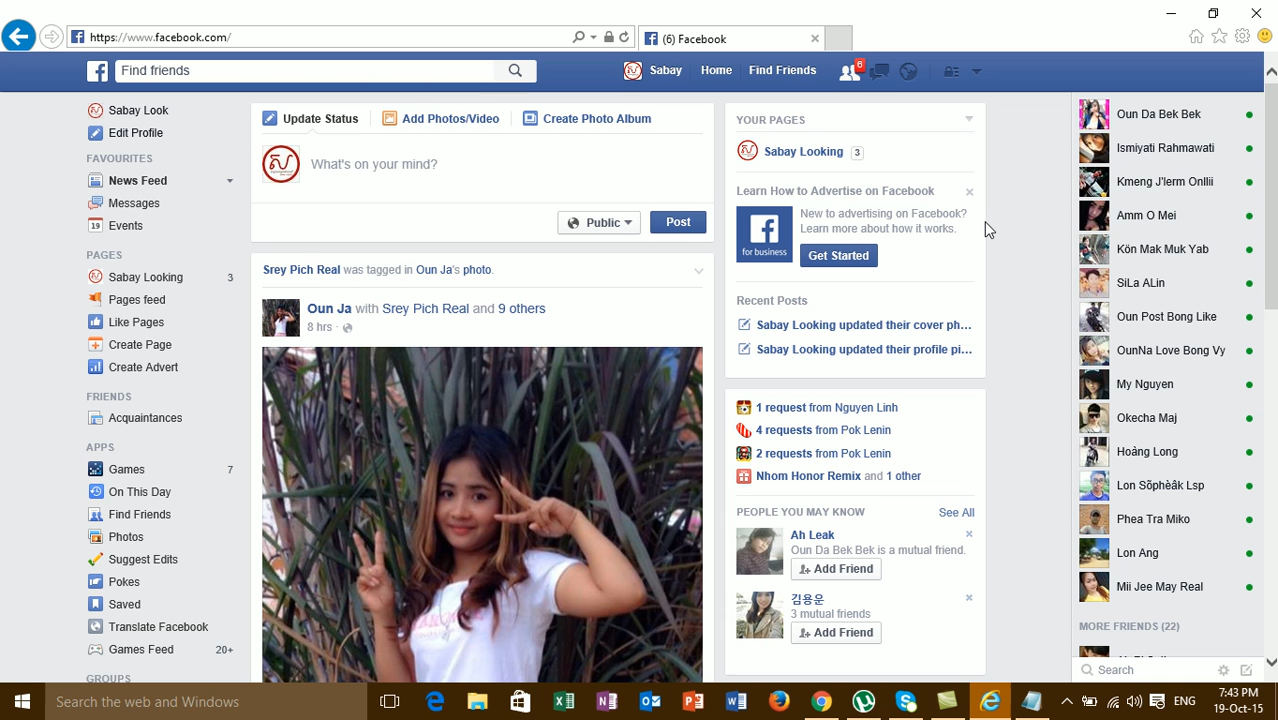 https://www.facebook.com/
(6) Facebook
Find friends
Sabay
Home
Find Friends
6
Sabay Look
Edit Profile
FAVOURITES
News Feed
Messages
19
Events
PAGES
Sabay Looking
3
Pages feed
Like Pages
Create Page
Create Advert
FRIENDS
Acquaintances
APPS
Games
7
On This Day
Find Friends
Photos
Suggest Edits
Pokes
Saved
Translate Facebook
Games Feed
20+
GROUPS
Update Status
Add Photos/Video
Create Photo Album
What's on your mind?
Public
Post
Srey Pich Real was tagged in Oun Ja's photo.
Oun Ja with Srey Pich Real and 9 others
8 hrs ·
YOUR PAGES
Sabay Looking 3
Learn How to Advertise on Facebook
New to advertising on Facebook?
Learn more about how it works.
for business
Get Started
Recent Posts
Sabay Looking updated their cover ph...
Sabay Looking updated their profile pi...
1 request from Nguyen Linh
4 requests from Pok Lenin
2 requests from Pok Lenin
Nhom Honor Remix and 1 other
PEOPLE YOU MAY KNOW
See All
Ah Leak
Oun Da Bek Bek is a mutual friend.
Add Friend
김용운
3 mutual friends
Add Friend
Oun Da Bek Bek
Ismiyati Rahmawati
Kmeng J'lerm Onllii
Amm O Mei
Kön Mak Muk Yab
SiLa ALin
Oun Post Bong Like
OunNa Love Bong Vy
My Nguyen
Okecha Maj
Hoàng Long
Lon Sõphèâk Lsp
Phea Tra Miko
Lon Ang
Mii Jee May Real
MORE FRIENDS (22)
Search
Search the web and Windows
ENG
7:43 PM
19-Oct-15